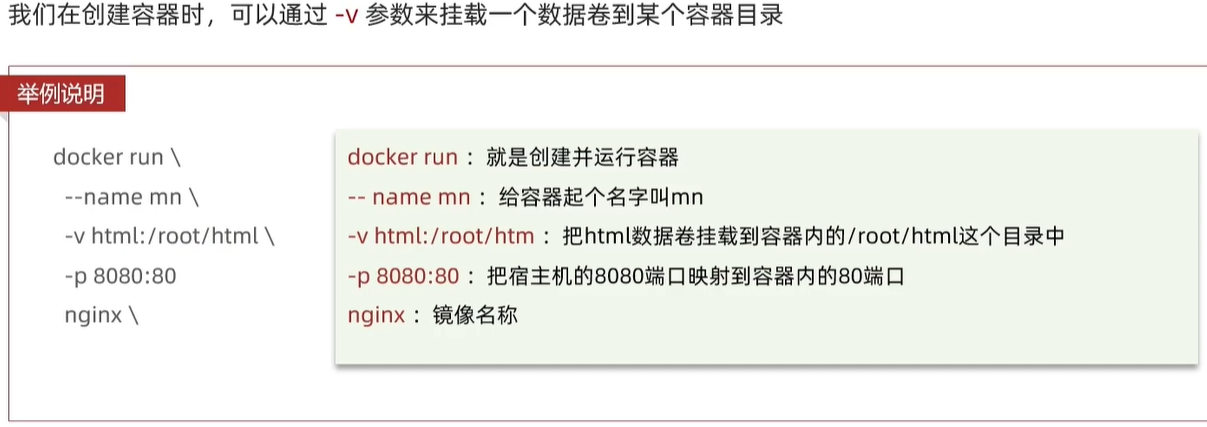 我们在创建容器时，可以通过 -v 参数来挂载一个数据卷到某个容器目录
举例说明
docker run \
--name mn \
-v html:/root/html \
-p 8080:80
nginx \
docker run ：就是创建并运行容器
-- name mn ：给容器起个名字叫mn
-v html:/root/htm ：把html数据卷挂载到容器内的/root/html这个目录中
-p 8080:80 ：把宿主机的8080端口映射到容器内的80端口
nginx ：镜像名称